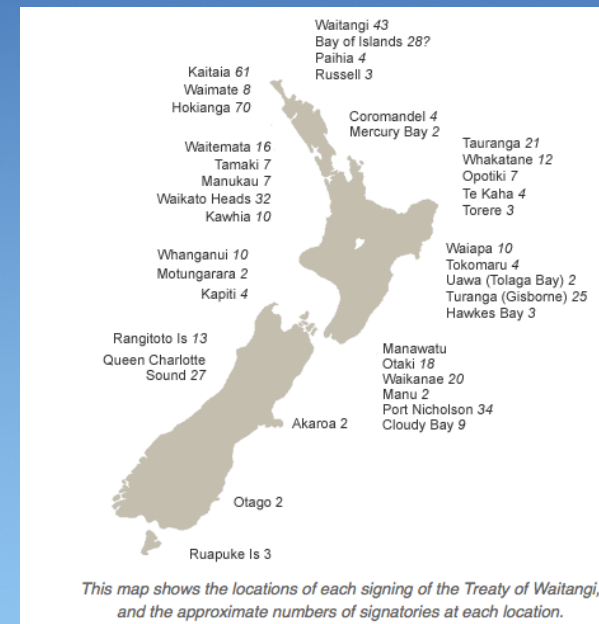 Waitangi 43
Bay of Islands 28?
Paihia 4
Russell 3
Kaitaia 61
Waimate 8
Hokianga 70
Coromandel 4
Mercury Bay 2
Waitemata 16
Tamaki 7
Manukau 7
Waikato Heads 32
Kawhia 10
Tauranga 21
Whakatane 12
Opotiki 7
Te Kaha 4
Torere 3
Whanganui 10
Motungarara 2
Kapiti 4
Waiapa 10
Tokomaru 4
Uawa (Tolaga Bay) 2
Turanga (Gisborne) 25
Hawkes Bay 3
Rangitoto Is 13
Queen Charlotte
Sound 27
Manawatu
Otaki 18
Waikanae 20
Manu 2
Port Nicholson 34
Cloudy Bay 9
Akaroa 2
Otago 2
Ruapuke Is 3
This map shows the locations of each signing of the Treaty of Waitangi,
and the approximate numbers of signatories at each location.